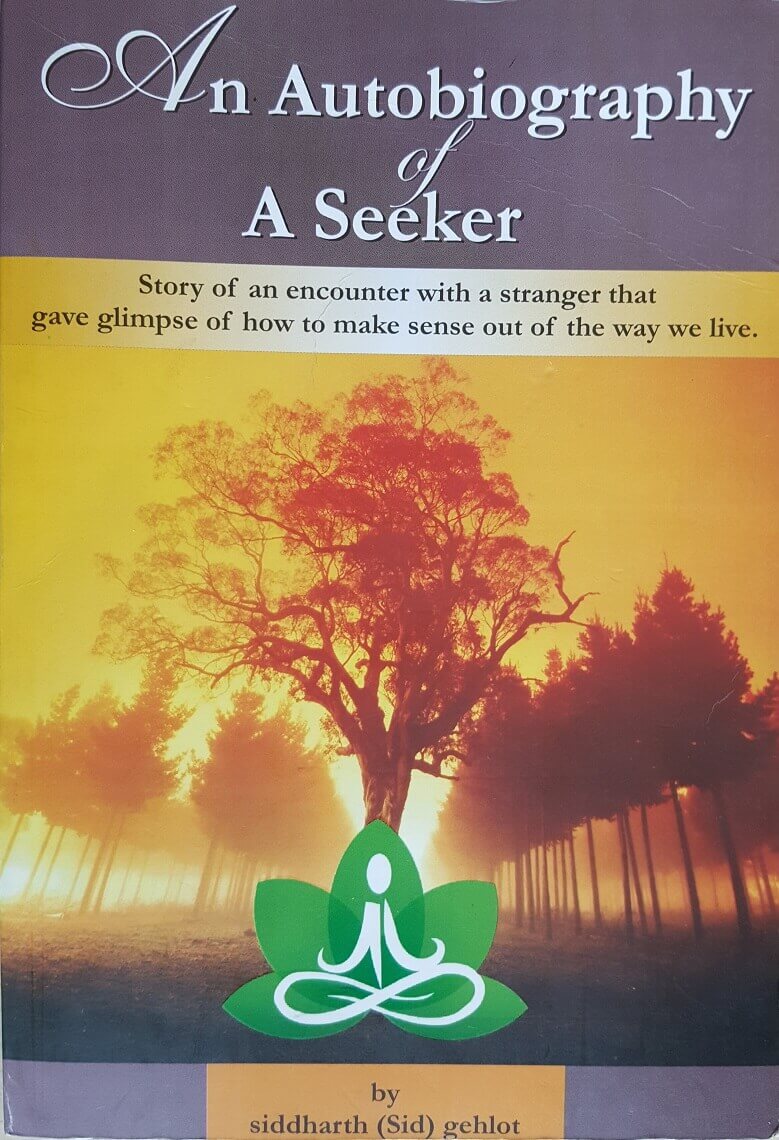 An Autobiography
of
A Seeker
Story of an encounter with a stranger that
gave glimpse of how to make sense out of the way we live.
by
siddharth (Sid) gehlot